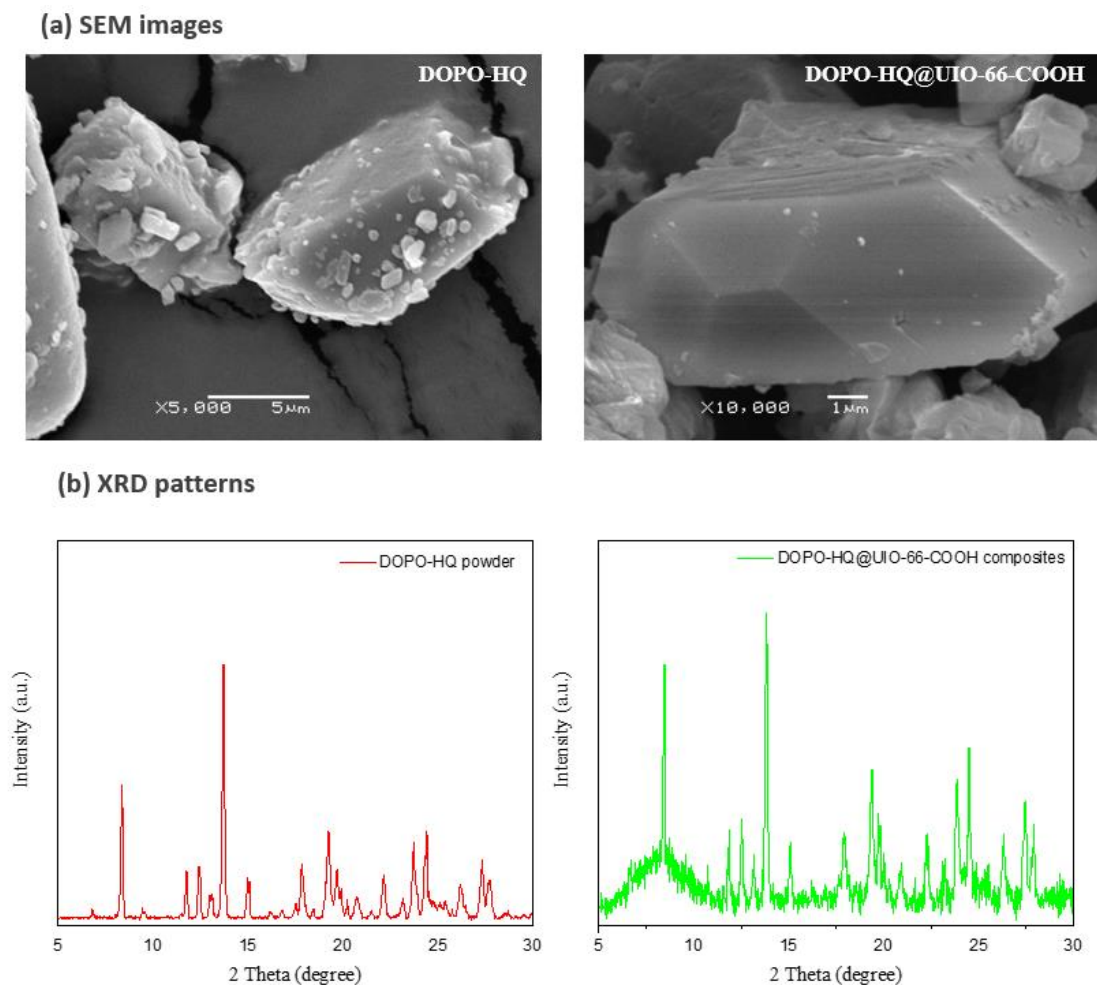 (a) SEM images
DOPO-HQ
DOPO-HQ@UIO-66-COOH
X5,000 5μm
X10,000 1μm
(b) XRD patterns
DOPO-HQ powder
DOPO-HQ@UIO-66-COOH composites
Intensity (a.u.)
Intensity (a.u.)
5 10 15 20 25 30
5 10 15 20 25 30
2 Theta (degree)
2 Theta (degree)